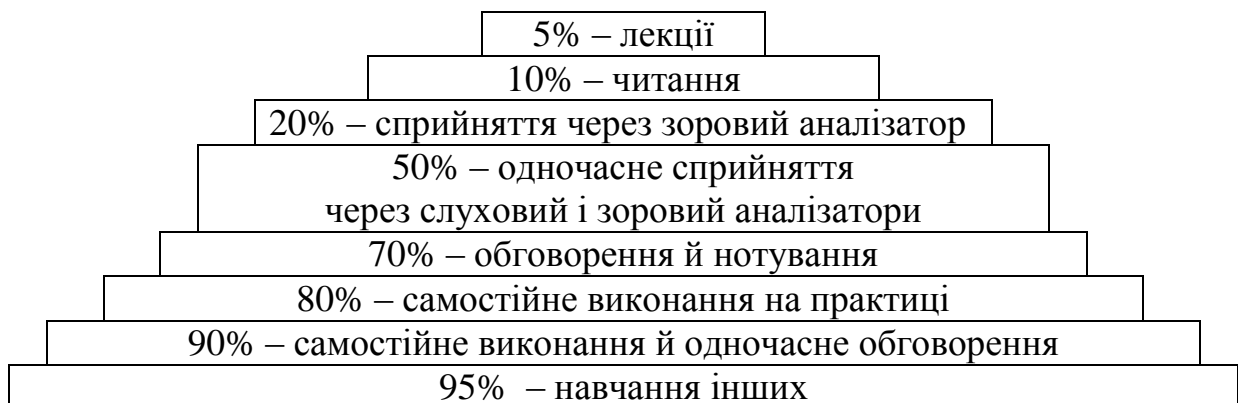 5% – лекції
10% – читання
20% – сприйняття через зоровий аналізатор
50% – одночасне сприйняття
через слуховий і зоровий аналізатори
70% – обговорення й нотування
80% – самостійне виконання на практиці
90% – самостійне виконання й одночасне обговорення
95% – навчання інших